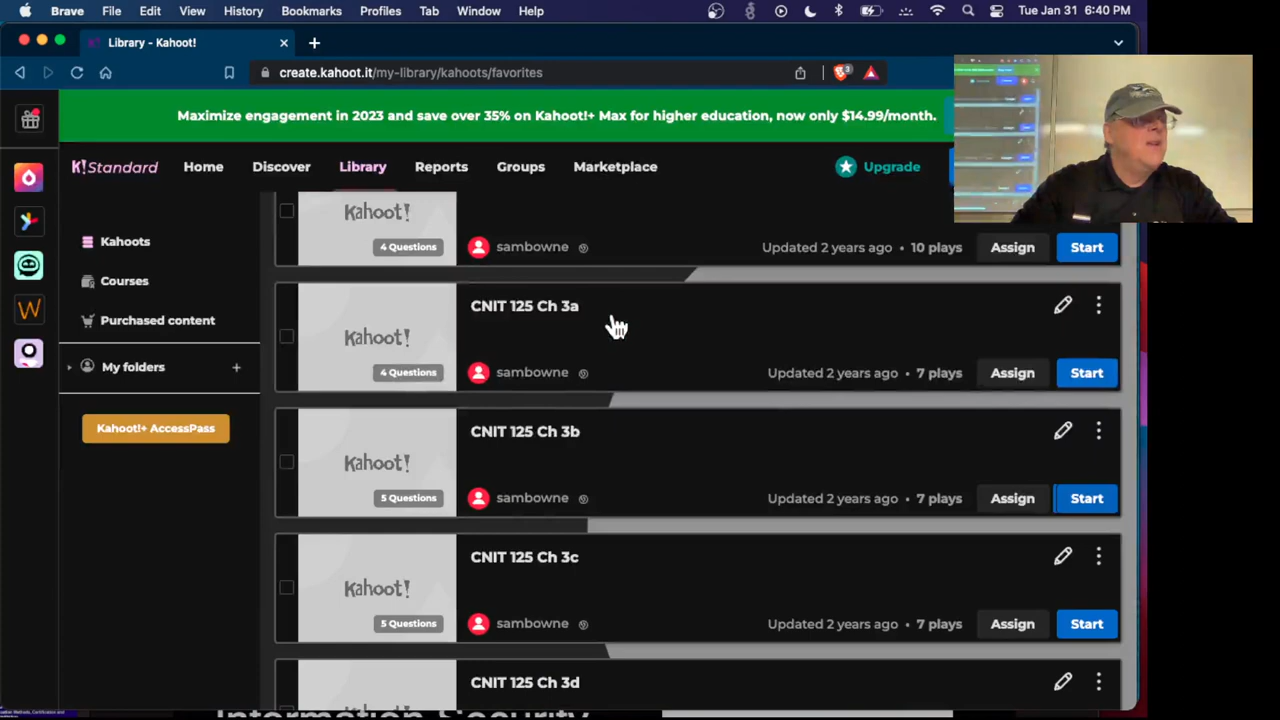 Brave File Edit View History Bookmarks Profiles Tab Window Help Tue Jan 31 6:40 PM
Library - Kahoot!
create.kahoot.it/my-library/kahoots/favorites
3
Maximize engagement in 2023 and save over 35% on Kahoot!+ Max for higher education, now only $14.99/month.
K!Standard Home Discover Library Reports Groups Marketplace Upgrade
Kahoots
Courses
Purchased content
My folders
Kahoot!+ AccessPass
Kahoot!
4 Questions
sambowne
Updated 2 years ago • 10 plays Assign Start
CNIT 125 Ch 3a
Kahoot!
4 Questions
sambowne
Updated 2 years ago • 7 plays Assign Start
CNIT 125 Ch 3b
Kahoot!
5 Questions
sambowne
Updated 2 years ago • 7 plays Assign Start
CNIT 125 Ch 3c
Kahoot!
5 Questions
sambowne
Updated 2 years ago • 7 plays Assign Start
CNIT 125 Ch 3d
Information Security